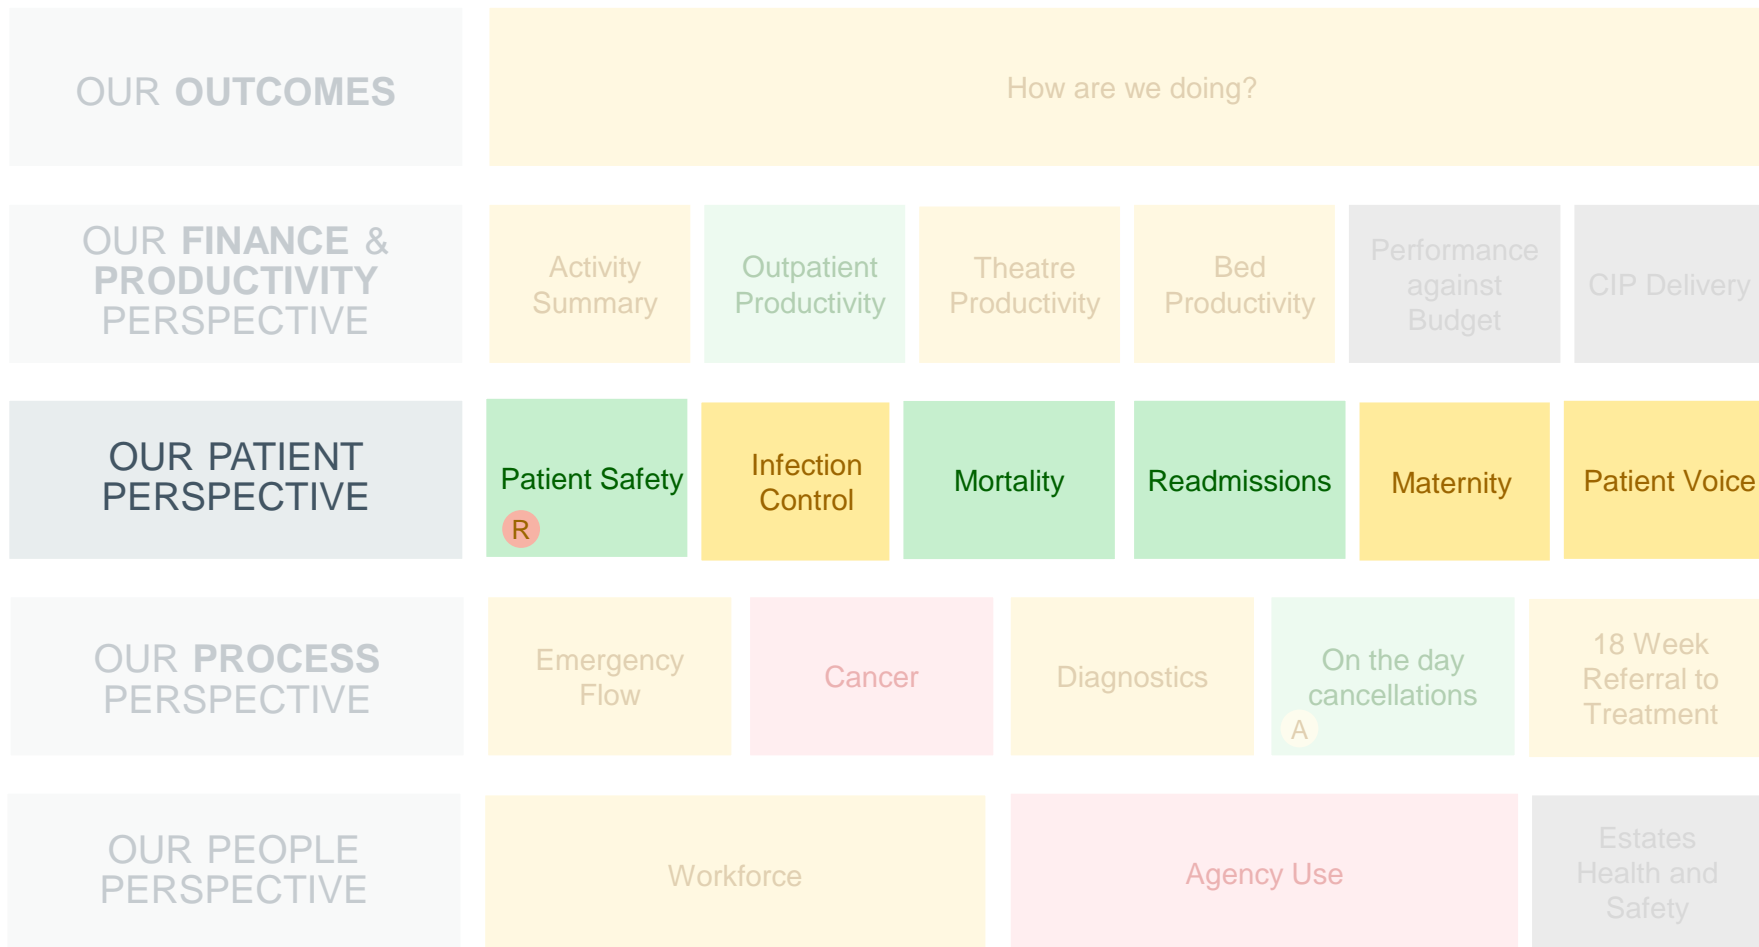 OUR OUTCOMES
How are we doing?
OUR FINANCE &
PRODUCTIVITY
PERSPECTIVE
Activity
Summary
Outpatient
Productivity
Theatre
Productivity
Bed
Productivity
Performance
against
Budget
CIP Delivery
OUR PATIENT
PERSPECTIVE
Patient Safety
R
Infection
Control
Mortality
Readmissions
Maternity
Patient Voice
OUR PROCESS
PERSPECTIVE
Emergency
Flow
Cancer
Diagnostics
On the day
cancellations
A
18 Week
Referral to
Treatment
OUR PEOPLE
PERSPECTIVE
Workforce
Agency Use
Estates
Health and
Safety